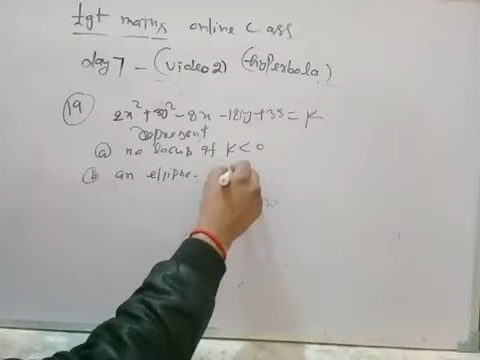 tgt maths online class
day 7 - (video 2) (Hyperbola)
(19) 2x² + 3y² - 8x - 18y + 35 = K
represent
(a) no locus if K < 0
(b) an ellipse